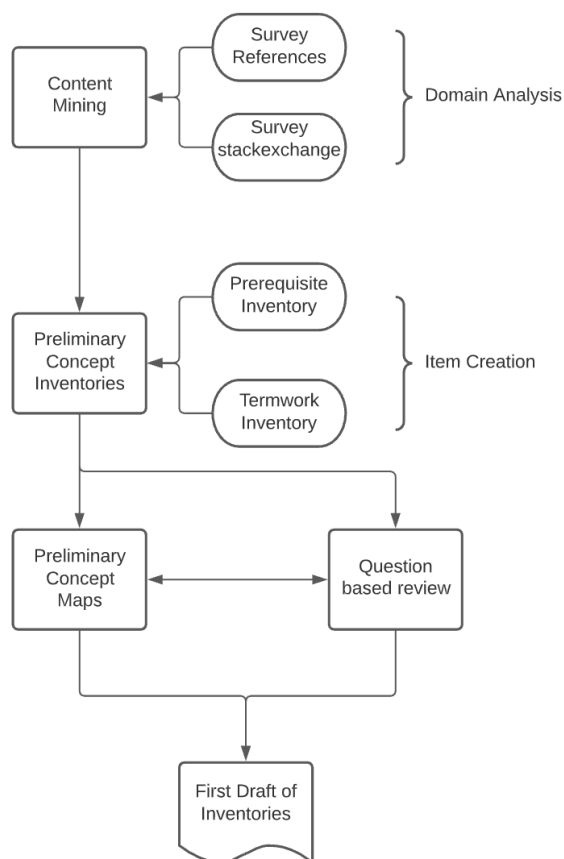 Survey
References
Content
Mining
Domain Analysis
Survey
stackexchange
Prerequisite
Inventory
Preliminary
Concept
Inventories
Item Creation
Termwork
Inventory
Preliminary
Concept
Maps
Question
based review
First Draft of
Inventories